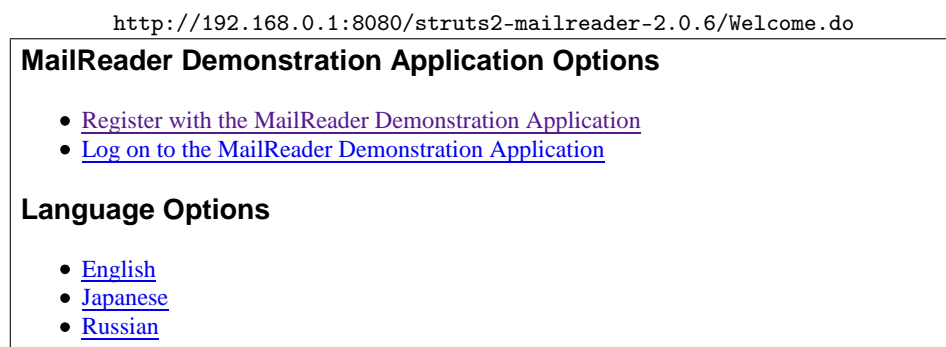 http://192.168.0.1:8080/struts2-mailreader-2.0.6/Welcome.do
MailReader Demonstration Application Options
• Register with the MailReader Demonstration Application
• Log on to the MailReader Demonstration Application
Language Options
• English
• Japanese
• Russian